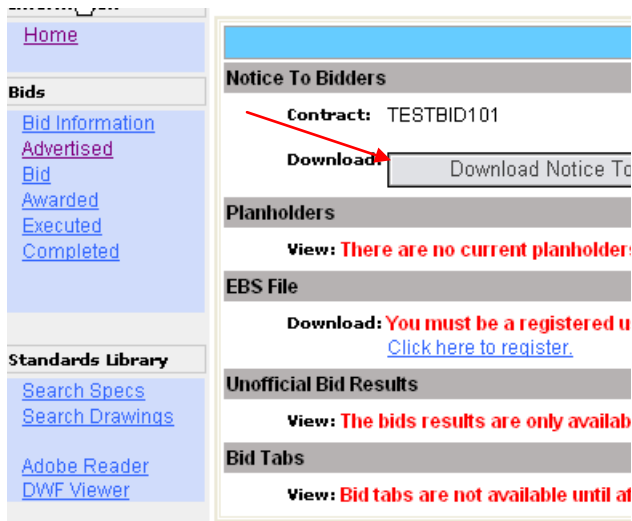 Home
Bids
Bid Information
Advertised
Bid
Awarded
Executed
Completed
Standards Library
Search Specs
Search Drawings
Adobe Reader
DWF Viewer
Notice To Bidders
Contract: TESTBID101
Download: Download Notice To
Planholders
View: There are no current planholders
EBS File
Download: You must be a registered u
Click here to register.
Unofficial Bid Results
View: The bids results are only availab
Bid Tabs
View: Bid tabs are not available until af